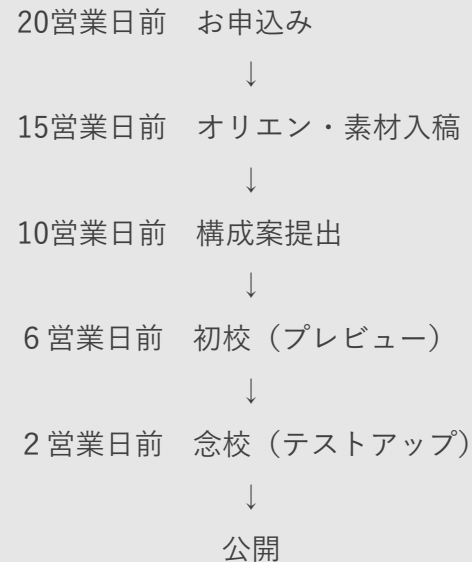 20営業日前　お申込み
↓
15営業日前　オリエン・素材入稿
↓
10営業日前　構成案提出
↓
６営業日前　初校（プレビュー）
↓
２営業日前　念校（テストアップ）
↓
公開